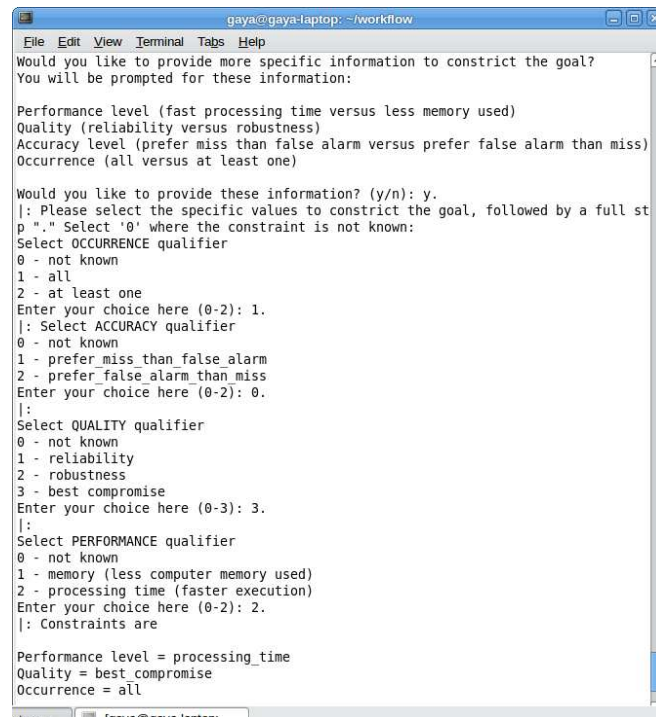 gaya@gaya-laptop: ~/workflow
File Edit View Terminal Tabs Help
Would you like to provide more specific information to constrict the goal?
You will be prompted for these information:
Performance level (fast processing time versus less memory used)
Quality (reliability versus robustness)
Accuracy level (prefer miss than false alarm versus prefer false alarm than miss)
Occurrence (all versus at least one)
Would you like to provide these information? (y/n): y.
|: Please select the specific values to constrict the goal, followed by a full st
p "." Select '0' where the constraint is not known:
Select OCCURRENCE qualifier
0 - not known
1 - all
2 - at least one
Enter your choice here (0-2): 1.
|: Select ACCURACY qualifier
0 - not known
1 - prefer_miss_than_false_alarm
2 - prefer_false_alarm_than_miss
Enter your choice here (0-2): 0.
|:
Select QUALITY qualifier
0 - not known
1 - reliability
2 - robustness
3 - best compromise
Enter your choice here (0-3): 3.
|:
Select PERFORMANCE qualifier
0 - not known
1 - memory (less computer memory used)
2 - processing time (faster execution)
Enter your choice here (0-2): 2.
|: Constraints are
Performance level = processing_time
Quality = best_compromise
Occurrence = all